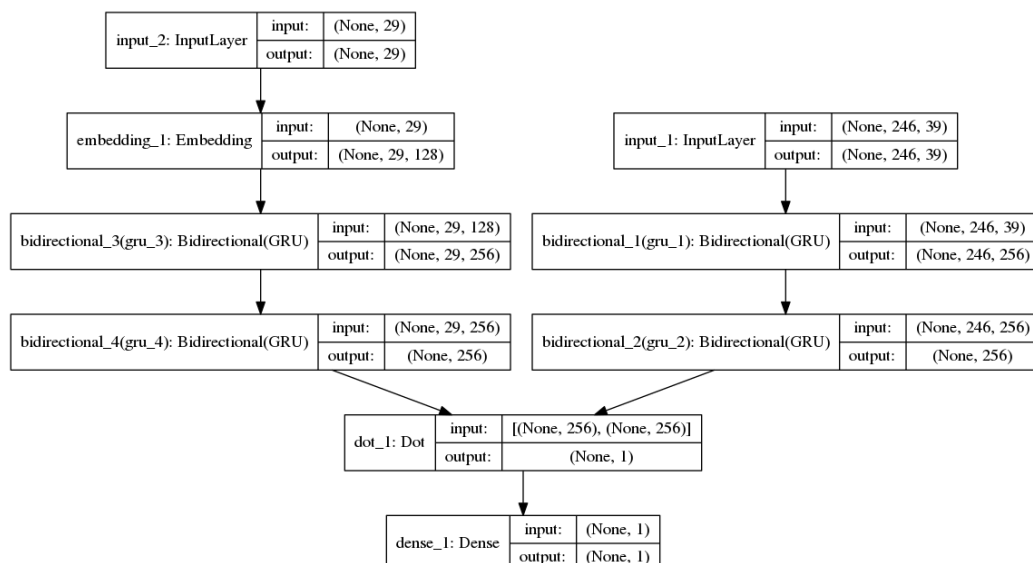 input_2: InputLayer
input: (None, 29)
output: (None, 29)
embedding_1: Embedding
input: (None, 29)
output: (None, 29, 128)
input_1: InputLayer
input: (None, 246, 39)
output: (None, 246, 39)
bidirectional_3(gru_3): Bidirectional(GRU)
input: (None, 29, 128)
output: (None, 29, 256)
bidirectional_1(gru_1): Bidirectional(GRU)
input: (None, 246, 39)
output: (None, 246, 256)
bidirectional_4(gru_4): Bidirectional(GRU)
input: (None, 29, 256)
output: (None, 256)
bidirectional_2(gru_2): Bidirectional(GRU)
input: (None, 246, 256)
output: (None, 256)
dot_1: Dot
input: [(None, 256), (None, 256)]
output: (None, 1)
dense_1: Dense
input: (None, 1)
output: (None, 1)